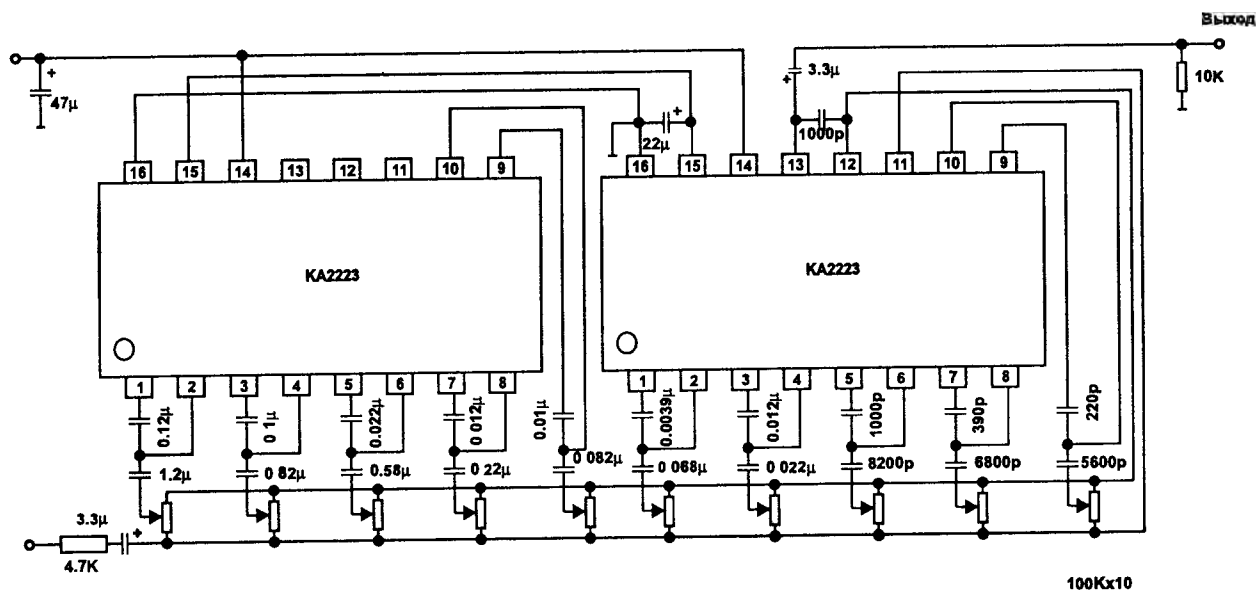 Выход
3.3µ
10K
47µ
1000p
22µ
16 15 14 13 12 11 10 9
16 15 14 13 12 11 10 9
KA2223
KA2223
1 2 3 4 5 6 7 8
1 2 3 4 5 6 7 8
0.12µ
0 1µ
0.022µ
0 012µ
0.01µ
0.0039µ
0.012µ
1000p
390p
220p
1.2µ
0 82µ
0.58µ
0 22µ
0 082µ
0 068µ
0 022µ
8200p
6800p
5600p
3.3µ
4.7K
100Kx10